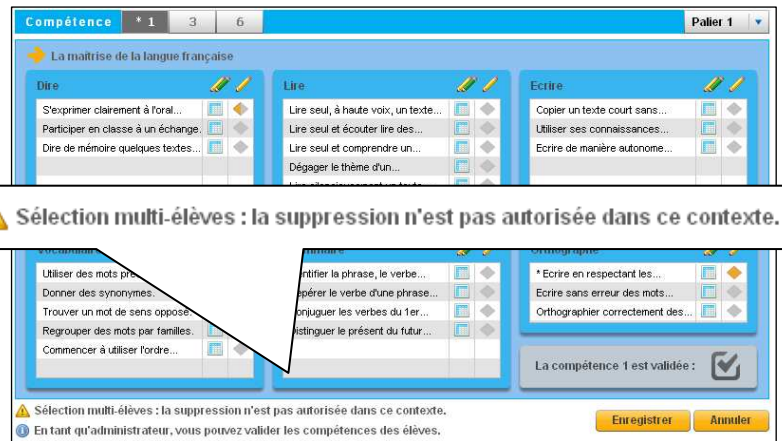 Compétence * 1 3 6 Palier 1
La maîtrise de la langue française
Dire Lire Ecrire
S'exprimer clairement à l'oral... Lire seul, à haute voix, un texte... Copier un texte court sans...
Participer en classe à un échange. Lire seul et écouter lire des... Utiliser ses connaissances...
Dire de mémoire quelques textes... Lire seul et comprendre un... Ecrire de manière autonome...
Dégager le thème d'un...
Sélection multi-élèves : la suppression n'est pas autorisée dans ce contexte.
Utiliser des mots pré ntifier la phrase, le verbe... * Ecrire en respectant les...
Donner des synonymes. epérer le verbe d'une phrase... Ecrire sans erreur des mots...
Trouver un mot de sens opposé. onjuguer les verbes du 1er... Orthographier correctement des...
Regrouper des mots par familles. istinguer le présent du futur...
Commencer à utiliser l'ordre...
La compétence 1 est validée :
Sélection multi-élèves : la suppression n'est pas autorisée dans ce contexte.
En tant qu'administrateur, vous pouvez valider les compétences des élèves.
Enregistrer Annuler